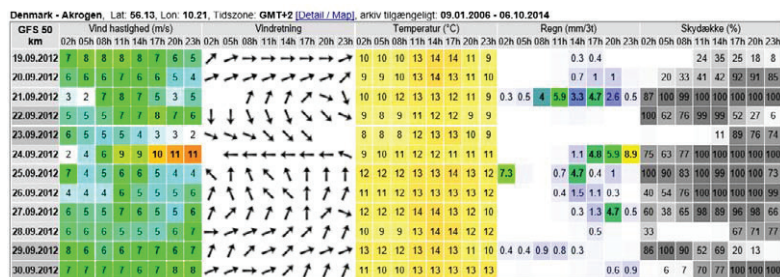 Denmark - Akrogen, Lat: 56.13, Lon: 10.21, Tidszone: GMT+2 [Detail / Map], arkiv tilgængeligt: 09.01.2006 - 06.10.2014
GFS 50 km Vind hastighed (m/s) Vindretning Temperatur (°C) Regn (mm/3t) Skydække (%)
02h 05h 08h 11h 14h 17h 20h 23h 02h 05h 08h 11h 14h 17h 20h 23h 02h 05h 08h 11h 14h 17h 20h 23h 02h 05h 08h 11h 14h 17h 20h 23h 02h 05h 08h 11h 14h 17h 20h 23h
19.09.2012 7 8 8 8 8 7 6 5 10 10 10 13 14 14 11 9 0.3 0.4 24 35 25 18 8
20.09.2012 6 6 6 7 6 6 5 4 9 9 10 13 14 13 11 10 0.7 1 1 20 33 41 42 92 91 85
21.09.2012 3 2 7 8 7 5 3 5 10 10 12 13 13 12 11 9 0.3 0.5 4 5.9 3.3 4.7 2.6 0.5 87 100 99 100 100 100 100 100
22.09.2012 5 5 5 7 7 8 7 6 9 8 9 11 12 12 9 9 100 62 76 99 99 52 27 6
23.09.2012 6 5 5 5 4 3 3 2 8 8 8 12 13 13 10 9 11 89 76 74
24.09.2012 2 4 6 9 9 10 11 11 9 10 11 12 12 11 11 11 1.1 4.8 5.9 8.9 75 63 77 100 100 100 100 100
25.09.2012 7 4 5 6 6 5 4 4 12 12 12 13 13 13 13 12 7.3 0.7 4.7 0.4 1 100 90 83 100 99 100 100 73
26.09.2012 4 4 4 6 5 5 5 6 11 11 12 13 13 13 13 12 0.4 1.5 1.1 0.3 40 54 76 100 100 100 99 100
27.09.2012 6 5 5 7 6 5 5 6 12 12 12 14 14 13 12 10 0.3 1.3 4.7 0.5 60 38 65 98 89 96 98 66
28.09.2012 6 5 5 6 5 5 4 6 10 9 9 13 14 14 12 12 0.5 33 67 71 77
29.09.2012 8 6 6 6 7 7 6 7 13 12 12 13 14 13 11 10 0.4 0.4 0.9 0.8 0.3 86 100 90 52 69 20 13
30.09.2012 7 7 7 7 6 7 8 8 11 10 10 12 13 13 13 13 0.6 0.9 6 6 77 100 100 100